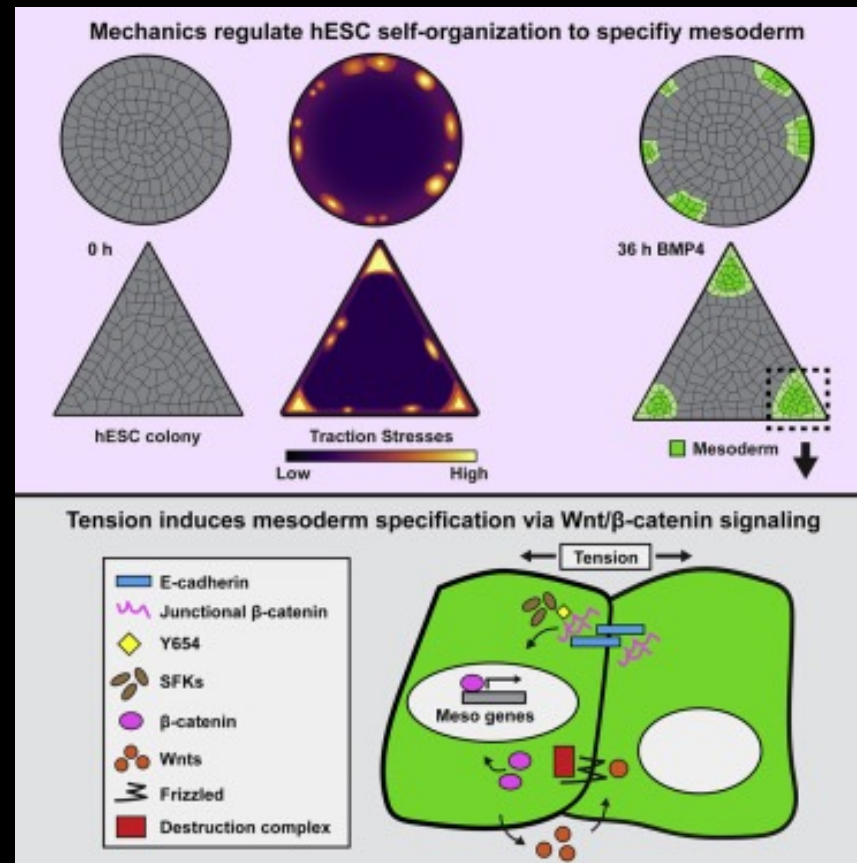 Mechanics regulate hESC self-organization to specifiy mesoderm
0 h
36 h BMP4
hESC colony
Traction Stresses
Low
High
Mesoderm
Tension induces mesoderm specification via Wnt/β-catenin signaling
E-cadherin
Junctional β-catenin
Y654
SFKs
β-catenin
Wnts
Frizzled
Destruction complex
Tension
Meso genes